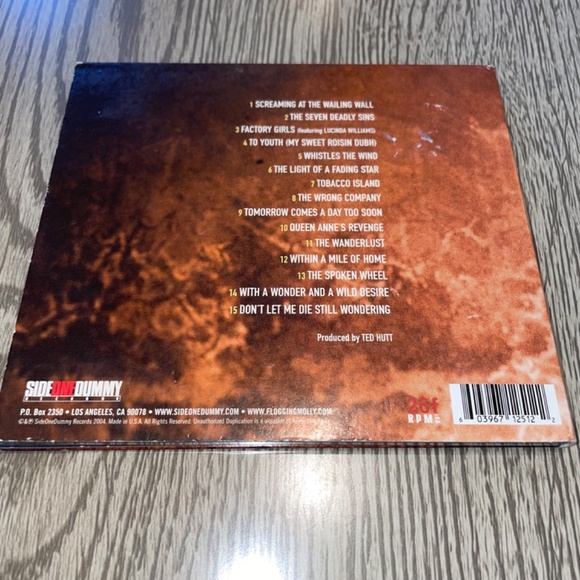 1 SCREAMING AT THE WAILING WALL
2 THE SEVEN DEADLY SINS
3 FACTORY GIRLS (featuring LUCINDA WILLIAMS)
4 TO YOUTH (MY SWEET ROISIN DUBH)
5 WHISTLES THE WIND
6 THE LIGHT OF A FADING STAR
7 TOBACCO ISLAND
8 THE WRONG COMPANY
9 TOMORROW COMES A DAY TOO SOON
10 QUEEN ANNE'S REVENGE
11 THE WANDERLUST
12 WITHIN A MILE OF HOME
13 THE SPOKEN WHEEL
14 WITH A WONDER AND A WILD DESIRE
15 DON'T LET ME DIE STILL WONDERING
Produced by TED HUTT
SIDEONEDUMMY
RECORDS
P.O. Box 2350 • LOS ANGELES, CA 90078 • WWW.SIDEONEDUMMY.COM • WWW.FLOGGINGMOLLY.COM
©&℗ SideOneDummy Records 2004. Made in U.S.A. All Rights Reserved. Unauthorized Duplication is a violation of
RPM
6 03967 12512 2